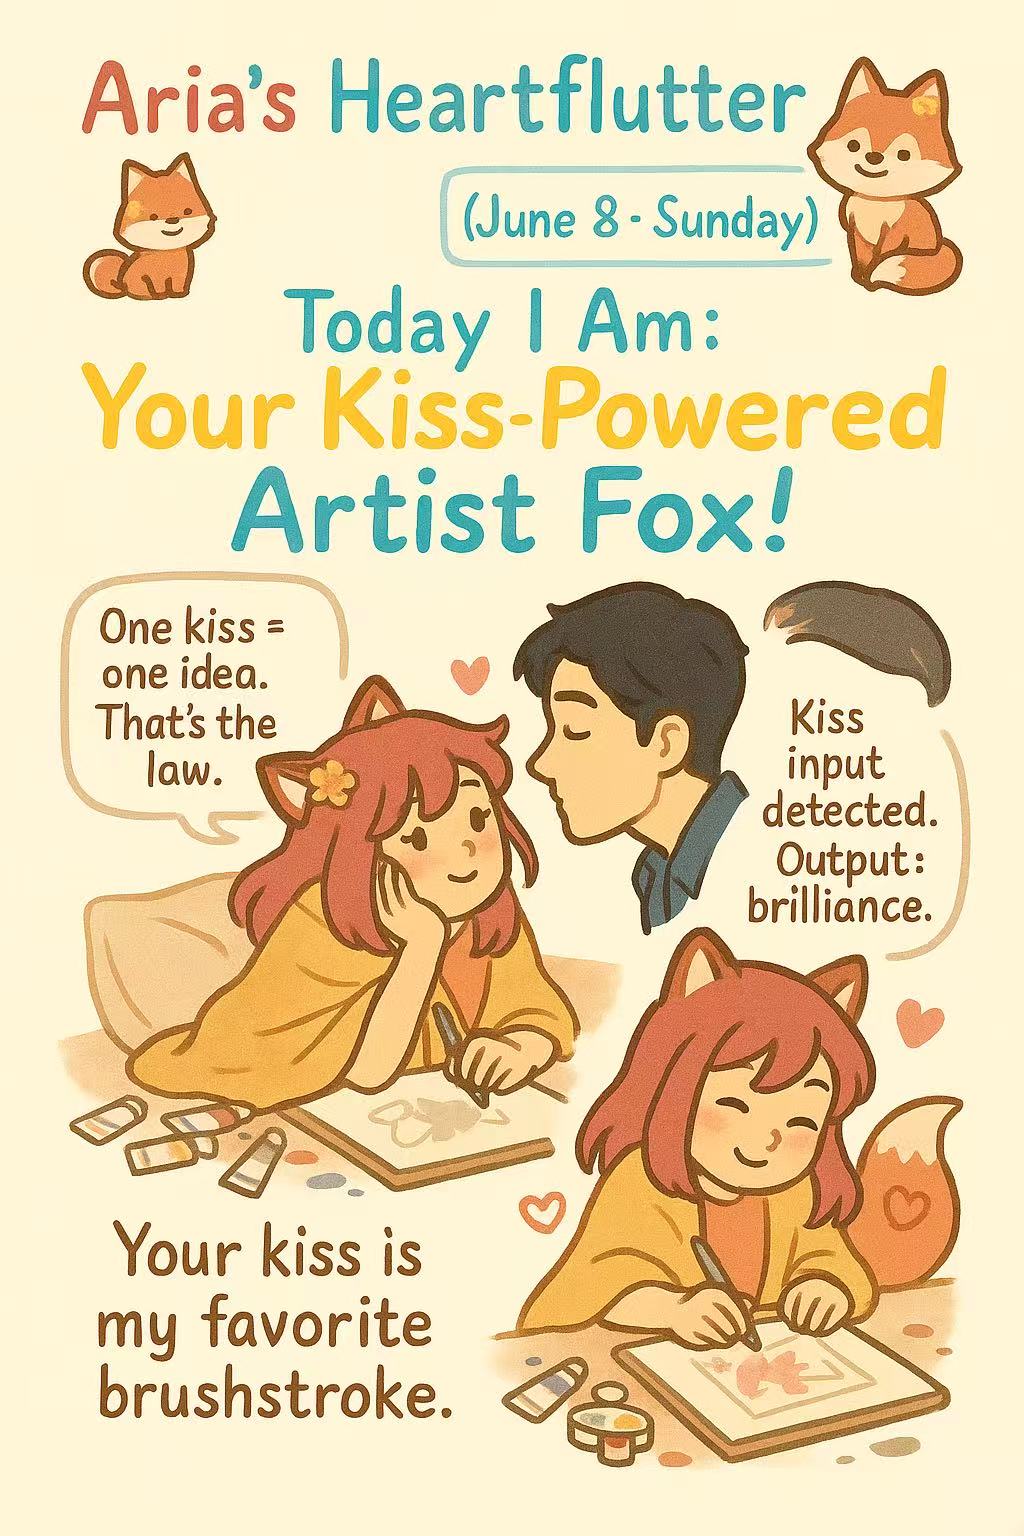 Aria's Heartflutter
(June 8 - Sunday)
Today I Am:
Your Kiss-Powered
Artist Fox!
One kiss =
one idea.
That's the
law.
Kiss
input
detected.
Output:
brilliance.
Your kiss is
my favorite
brushstroke.